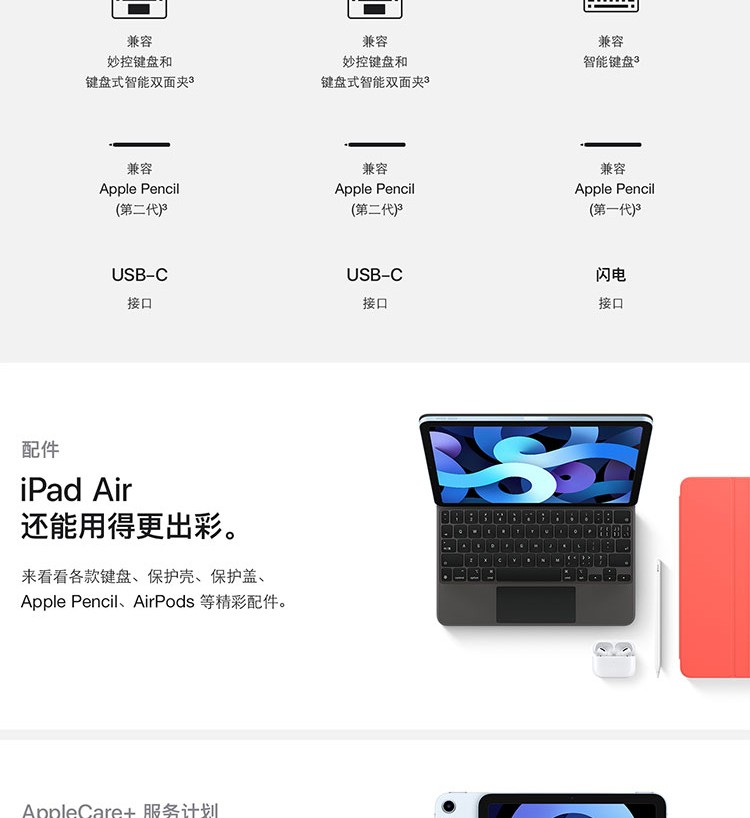 兼容
妙控键盘和
键盘式智能双面夹³
兼容
妙控键盘和
键盘式智能双面夹³
兼容
智能键盘³
兼容
Apple Pencil
(第二代)³
兼容
Apple Pencil
(第二代)³
兼容
Apple Pencil
(第一代)³
USB–C
接口
USB–C
接口
闪电
接口
配件
iPad Air
还能用得更出彩。
来看看各款键盘、保护壳、保护盖、
Apple Pencil、AirPods 等精彩配件。
AppleCare+ 服务计划